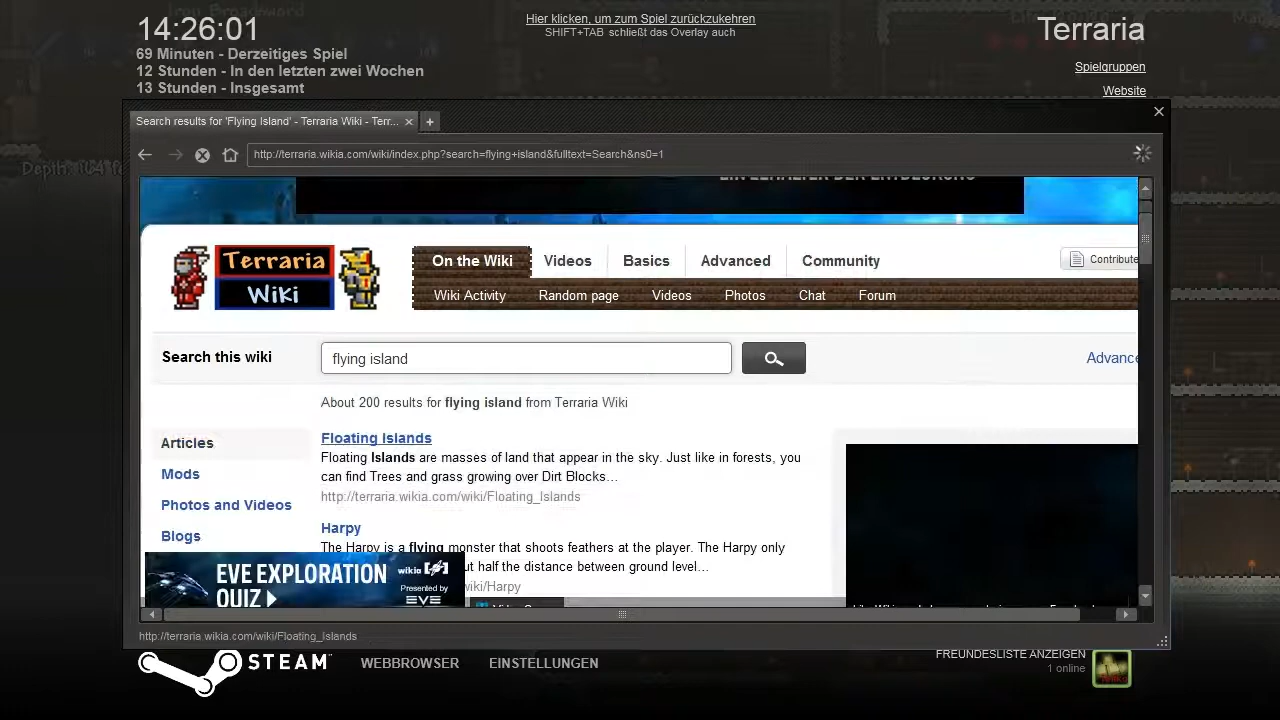 14:26:01
69 Minuten - Derzeitiges Spiel
12 Stunden - In den letzten zwei Wochen
13 Stunden - Insgesamt
Hier klicken, um zum Spiel zurückzukehren
SHIFT+TAB schließt das Overlay auch
Terraria
Spielgruppen
Website
Search results for 'Flying Island' - Terraria Wiki - Terr...
http://terraria.wikia.com/wiki/index.php?search=flying+island&fulltext=Search&ns0=1
Terraria
Wiki
On the Wiki Videos Basics Advanced Community
Contribute
Wiki Activity Random page Videos Photos Chat Forum
Search this wiki
flying island
Advance
About 200 results for flying island from Terraria Wiki
Articles
Mods
Photos and Videos
Blogs
Floating Islands
Floating Islands are masses of land that appear in the sky. Just like in forests, you
can find Trees and grass growing over Dirt Blocks...
http://terraria.wikia.com/wiki/Floating_Islands
Harpy
The Harpy is a flying monster that shoots feathers at the player. The Harpy only
half the distance between ground level...
wiki/Harpy
EVE EXPLORATION
QUIZ
wikia
Presented by
EVE
http://terraria.wikia.com/wiki/Floating_Islands
STEAM
WEBBROWSER
EINSTELLUNGEN
FREUNDESLISTE ANZEIGEN
1 online